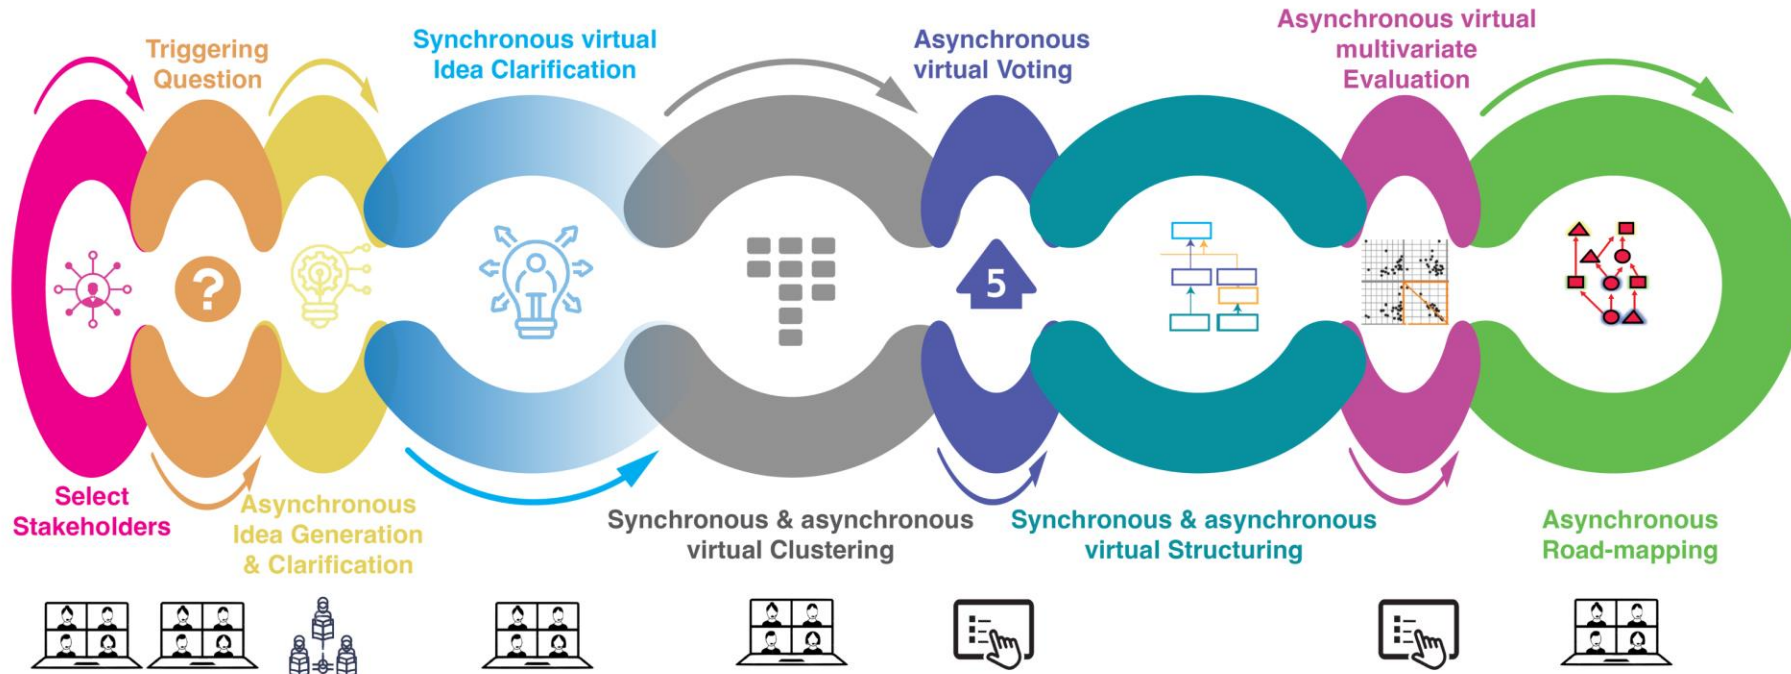 Select
Stakeholders
Triggering
Question
?
Asynchronous
Idea Generation
& Clarification
Synchronous virtual
Idea Clarification
Synchronous & asynchronous
virtual Clustering
Asynchronous
virtual Voting
5
Synchronous & asynchronous
virtual Structuring
Asynchronous virtual
multivariate
Evaluation
Asynchronous
Road-mapping